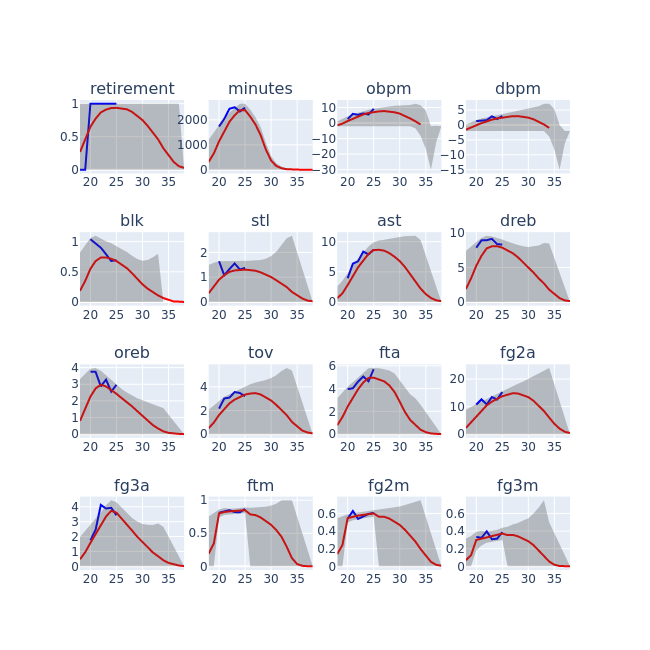 retirement minutes obpm dbpm
1 0.5 0 20 25 30 35
2000 1000 0 20 25 30 35
10 0 −10 −20 −30 20 25 30 35
5 0 −5 −10 −15 20 25 30 35
blk stl ast dreb
1 0.5 0 20 25 30 35
2 1 0 20 25 30 35
10 5 0 20 25 30 35
10 5 0 20 25 30 35
oreb tov fta fg2a
4 3 2 1 0 20 25 30 35
4 2 0 20 25 30 35
6 4 2 0 20 25 30 35
20 10 0 20 25 30 35
fg3a ftm fg2m fg3m
4 3 2 1 0 20 25 30 35
1 0.5 0 20 25 30 35
0.6 0.4 0.2 0 20 25 30 35
0.6 0.4 0.2 0 20 25 30 35